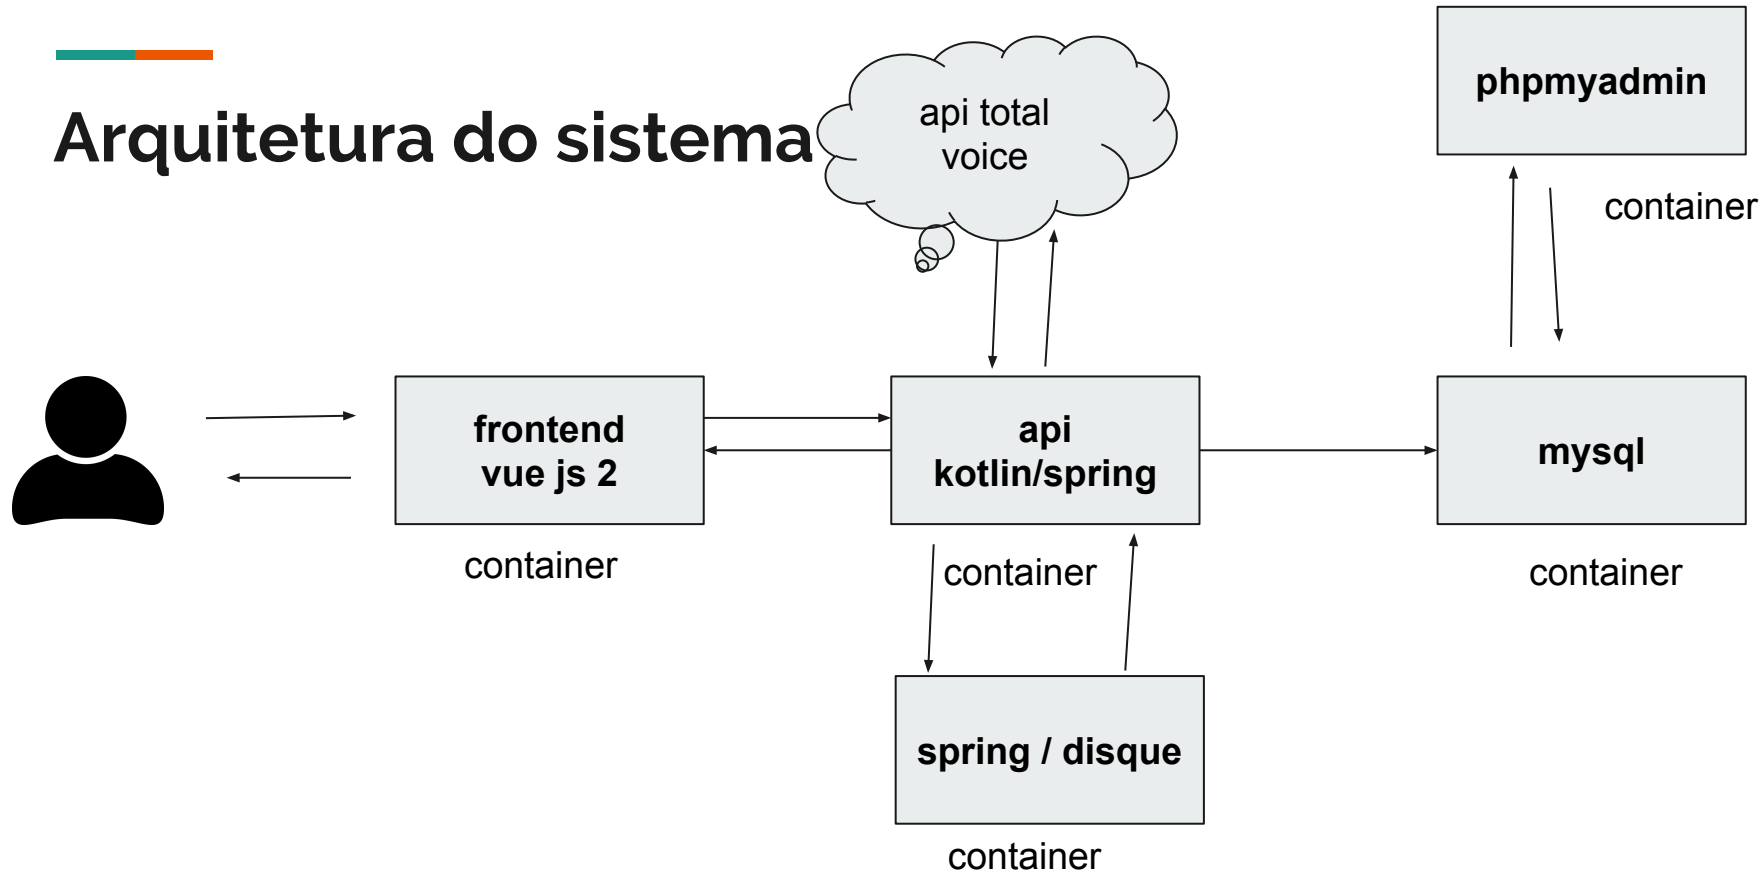 Arquitetura do sistema
api total
voice
phpmyadmin
container
frontend
vue js 2
container
api
kotlin/spring
container
mysql
container
spring / disque
container